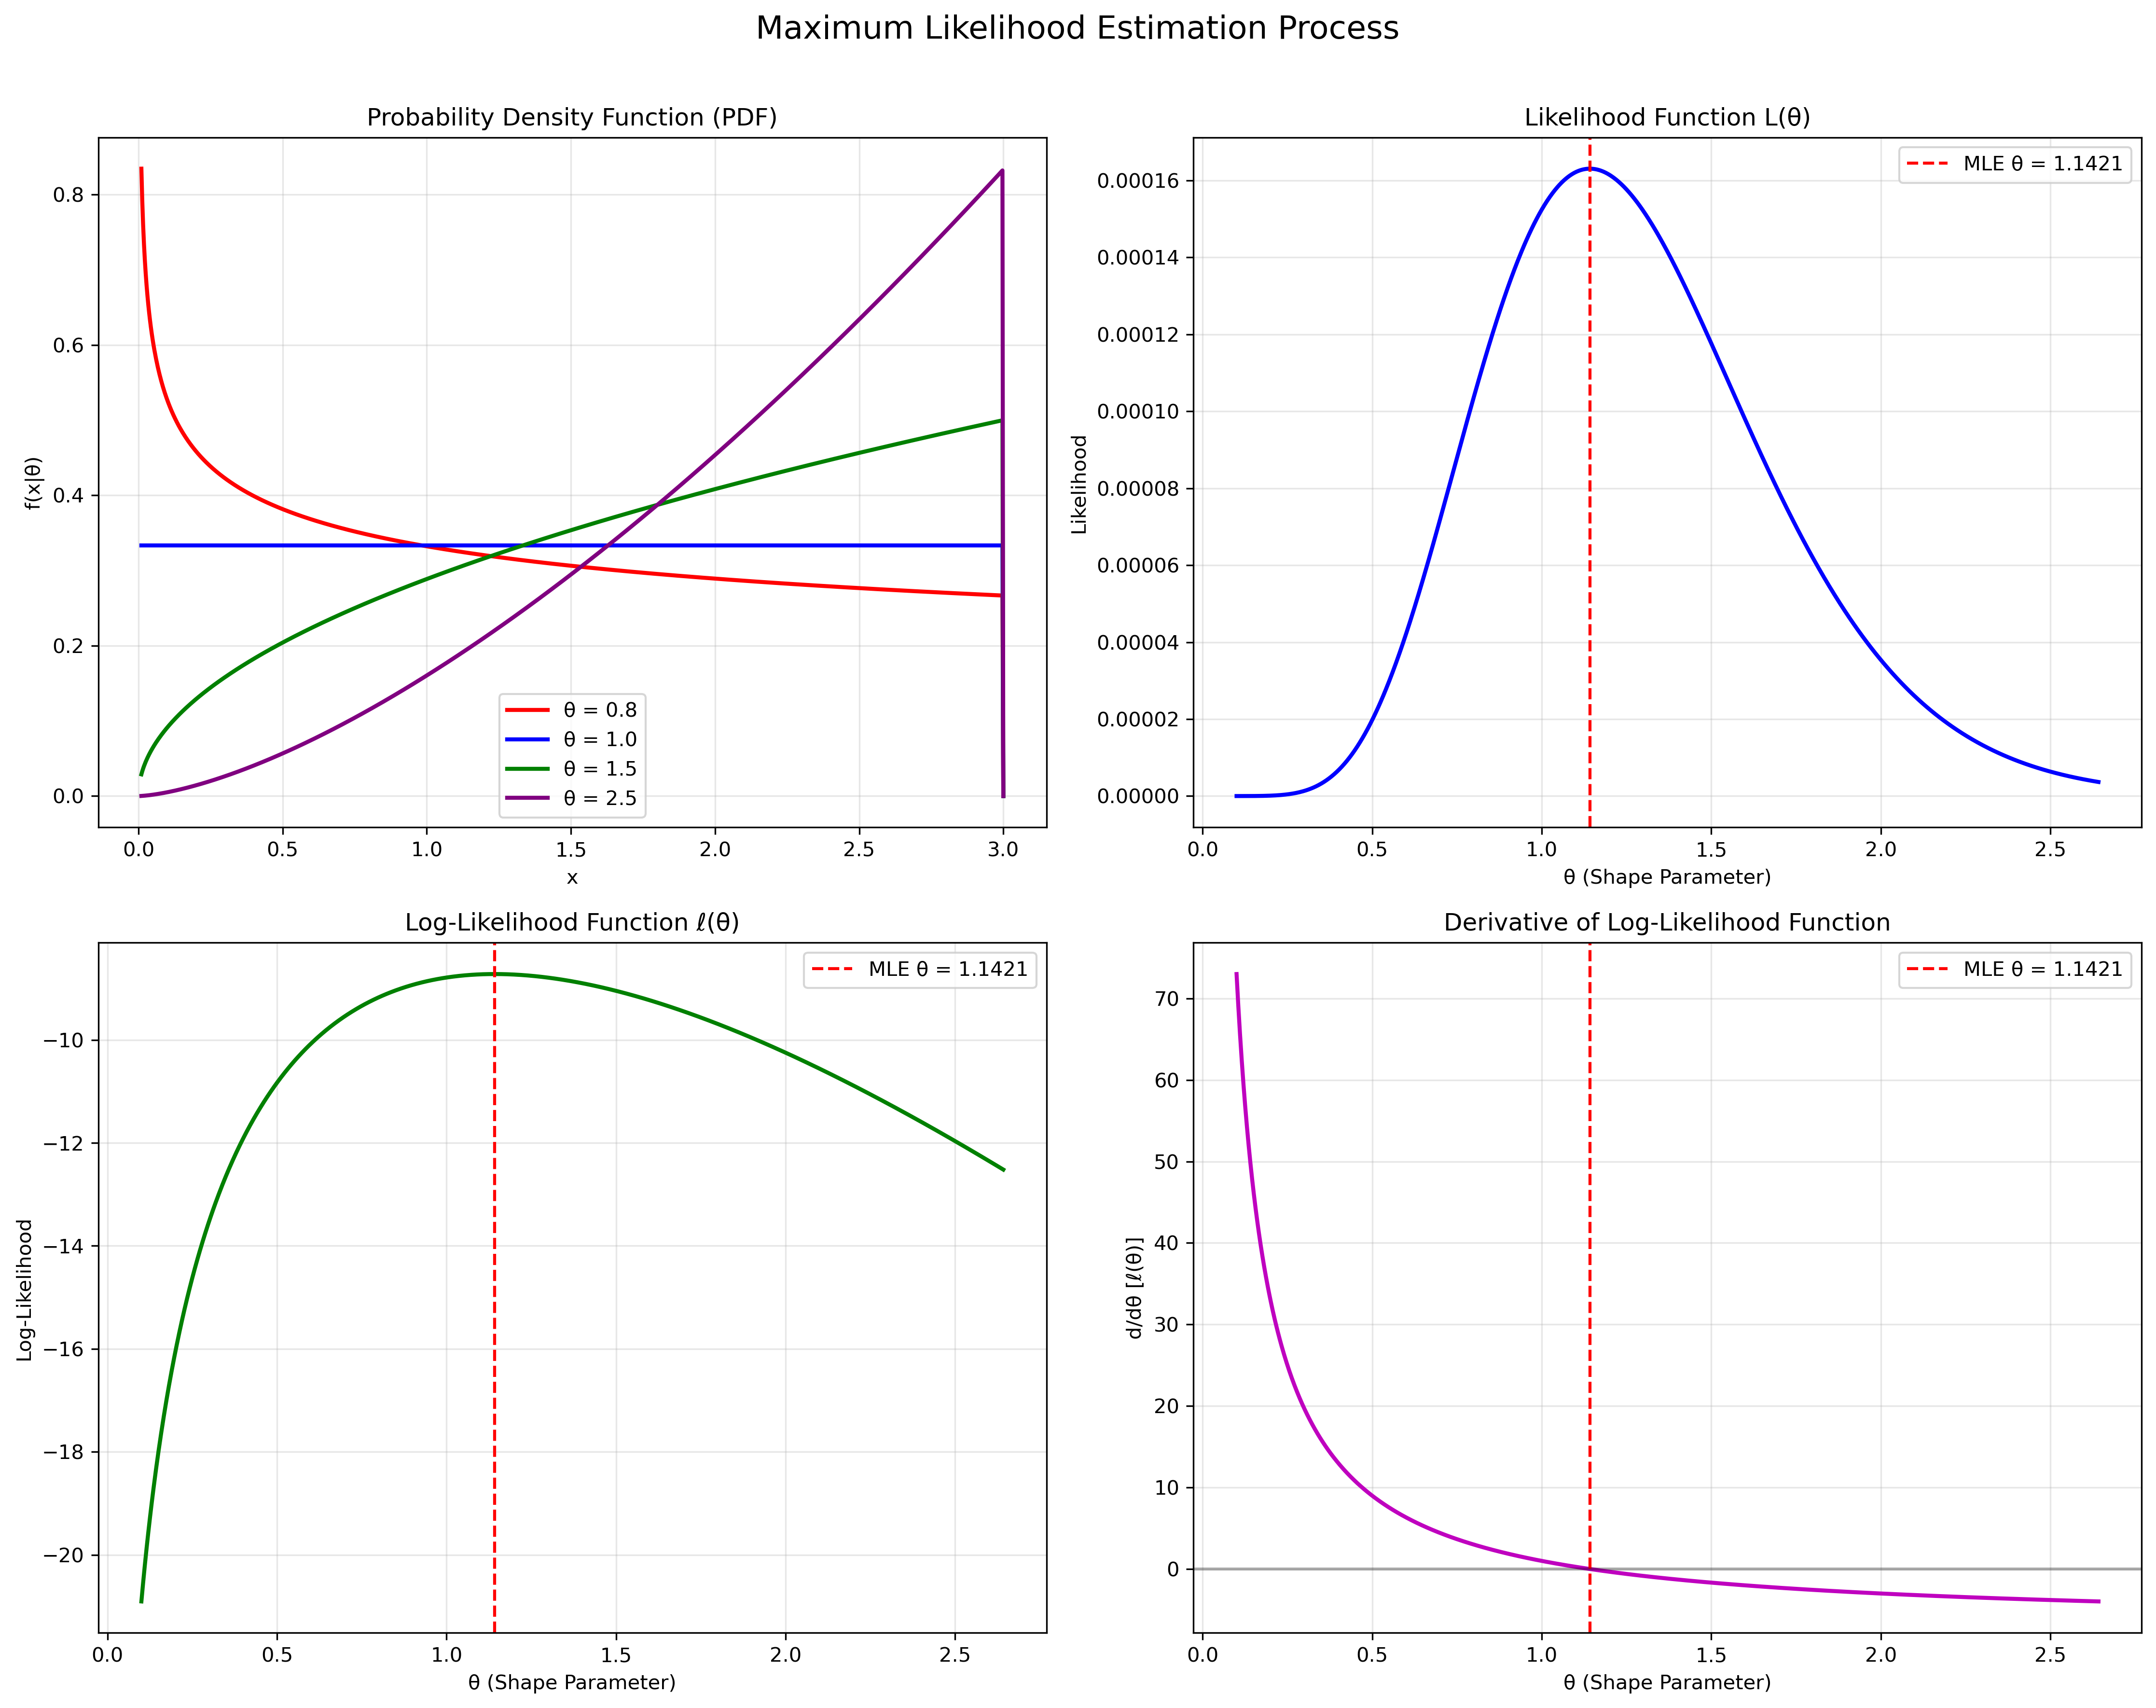 Maximum Likelihood Estimation Process
Probability Density Function (PDF)
f(x|θ)
0.8
0.6
0.4
0.2
0.0
θ = 0.8
θ = 1.0
θ = 1.5
θ = 2.5
0.0 0.5 1.0 1.5 2.0 2.5 3.0
x
Likelihood Function L(θ)
Likelihood
0.00016
0.00014
0.00012
0.00010
0.00008
0.00006
0.00004
0.00002
0.00000
MLE θ = 1.1421
0.0 0.5 1.0 1.5 2.0 2.5
θ (Shape Parameter)
Log-Likelihood Function ℓ(θ)
Log-Likelihood
−10
−12
−14
−16
−18
−20
MLE θ = 1.1421
0.0 0.5 1.0 1.5 2.0 2.5
θ (Shape Parameter)
Derivative of Log-Likelihood Function
d/dθ [ℓ(θ)]
70
60
50
40
30
20
10
0
MLE θ = 1.1421
0.0 0.5 1.0 1.5 2.0 2.5
θ (Shape Parameter)